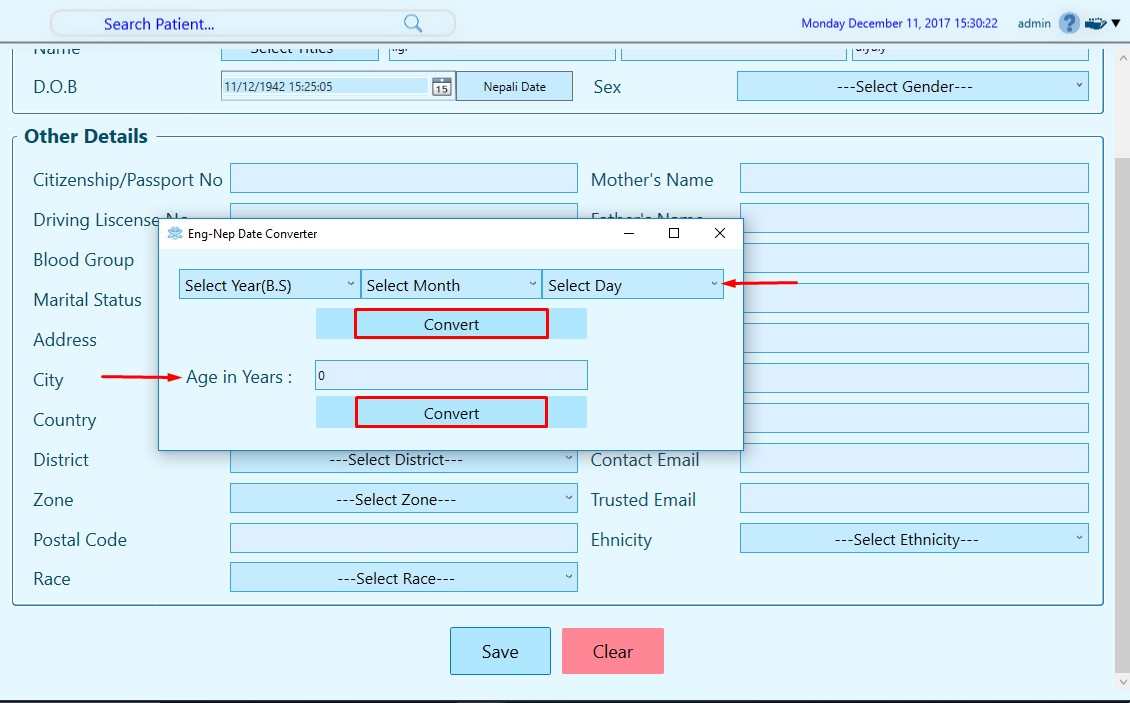 Search Patient...
Monday December 11, 2017 15:30:22 admin ?
Name Select Titles
D.O.B 11/12/1942 15:25:05 15 Nepali Date Sex ---Select Gender---
Other Details
Citizenship/Passport No Mother's Name
Driving Liscense No Father's Name
Eng-Nep Date Converter
Blood Group
Select Year(B.S) Select Month Select Day
Marital Status
Convert
Address
City Age in Years : 0
Convert
Country
District ---Select District--- Contact Email
Zone ---Select Zone--- Trusted Email
Postal Code Ehnicity ---Select Ethnicity---
Race ---Select Race---
Save Clear